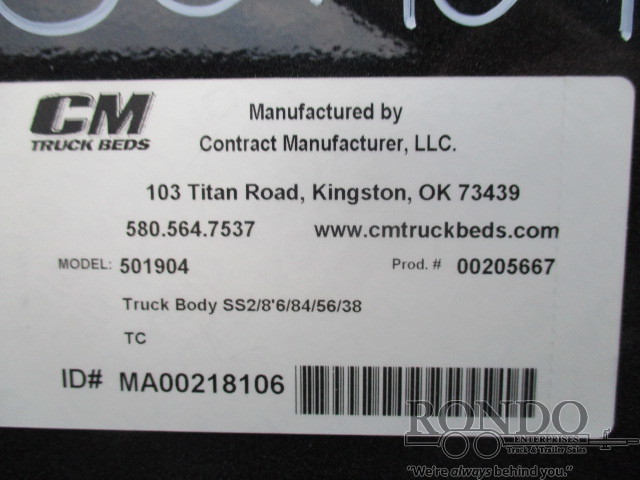 CM
TRUCK BEDS
Manufactured by
Contract Manufacturer, LLC.
103 Titan Road, Kingston, OK 73439
580.564.7537 www.cmtruckbeds.com
MODEL: 501904 Prod. # 00205667
Truck Body SS2/8'6/84/56/38
TC
ID# MA00218106
RONDO
ENTERPRISES
Truck & Trailer Sales
"We're always behind you."